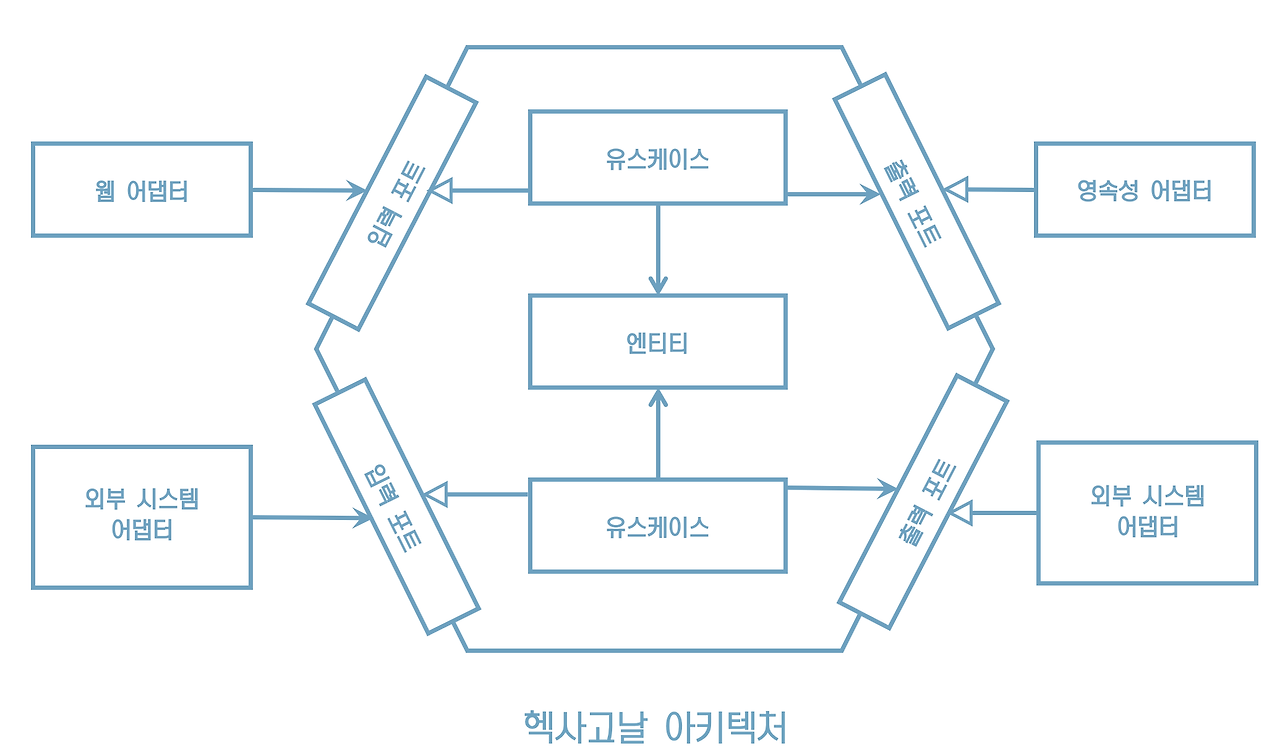 유스케이스
웹 어댑터
입력 포트
출력 포트
영속성 어댑터
엔티티
외부 시스템
어댑터
입력 포트
유스케이스
출력 포트
외부 시스템
어댑터
헥사고날 아키텍처